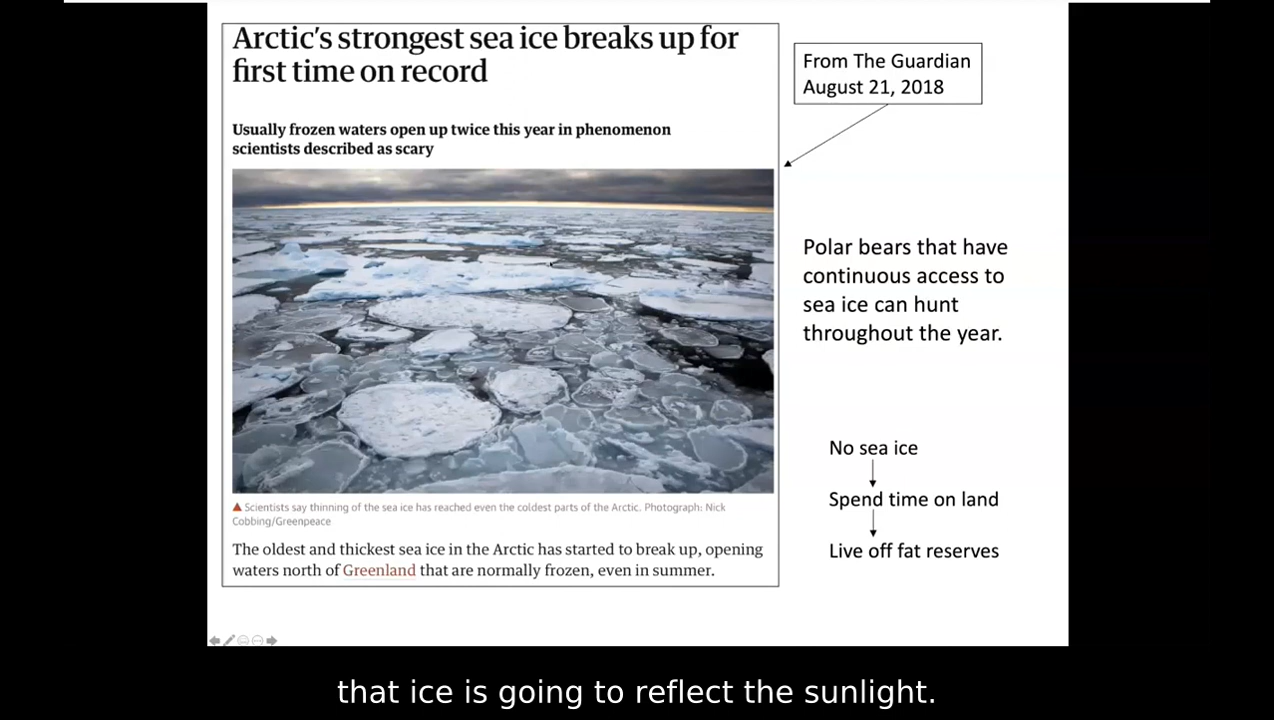 Arctic's strongest sea ice breaks up for
first time on record
Usually frozen waters open up twice this year in phenomenon
scientists described as scary
▲ Scientists say thinning of the sea ice has reached even the coldest parts of the Arctic. Photograph: Nick
Cobbing/Greenpeace
The oldest and thickest sea ice in the Arctic has started to break up, opening
waters north of Greenland that are normally frozen, even in summer.
From The Guardian
August 21, 2018
Polar bears that have
continuous access to
sea ice can hunt
throughout the year.
No sea ice
Spend time on land
Live off fat reserves
that ice is going to reflect the sunlight.